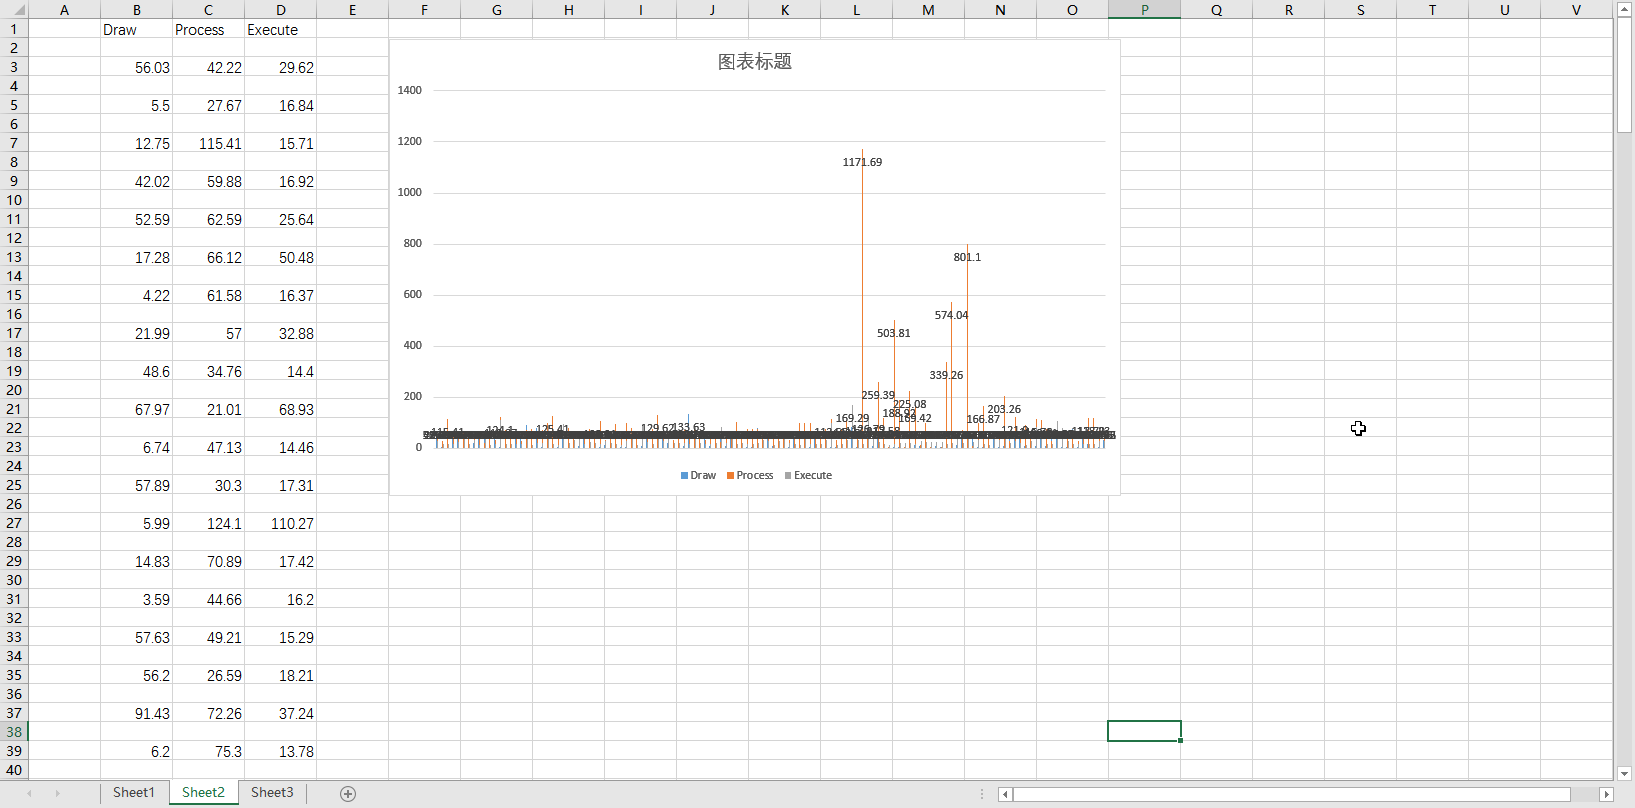 A B C D E F G H I J K L M N O P Q R S T U V
1 Draw Process Execute
2
3 56.03 42.22 29.62
4
5 5.5 27.67 16.84
6
7 12.75 115.41 15.71
8
9 42.02 59.88 16.92
10
11 52.59 62.59 25.64
12
13 17.28 66.12 50.48
14
15 4.22 61.58 16.37
16
17 21.99 57 32.88
18
19 48.6 34.76 14.4
20
21 67.97 21.01 68.93
22
23 6.74 47.13 14.46
24
25 57.89 30.3 17.31
26
27 5.99 124.1 110.27
28
29 14.83 70.89 17.42
30
31 3.59 44.66 16.2
32
33 57.63 49.21 15.29
34
35 56.2 26.59 18.21
36
37 91.43 72.26 37.24
38
39 6.2 75.3 13.78
40
图表标题
1400
1200
1171.69
1000
800
801.1
600
574.04
503.81
400
339.26
259.39
200
225.08
203.26
188.92
169.29
169.42
166.87
129.62
133.63
125.41
0
Draw Process Execute
Sheet1 Sheet2 Sheet3